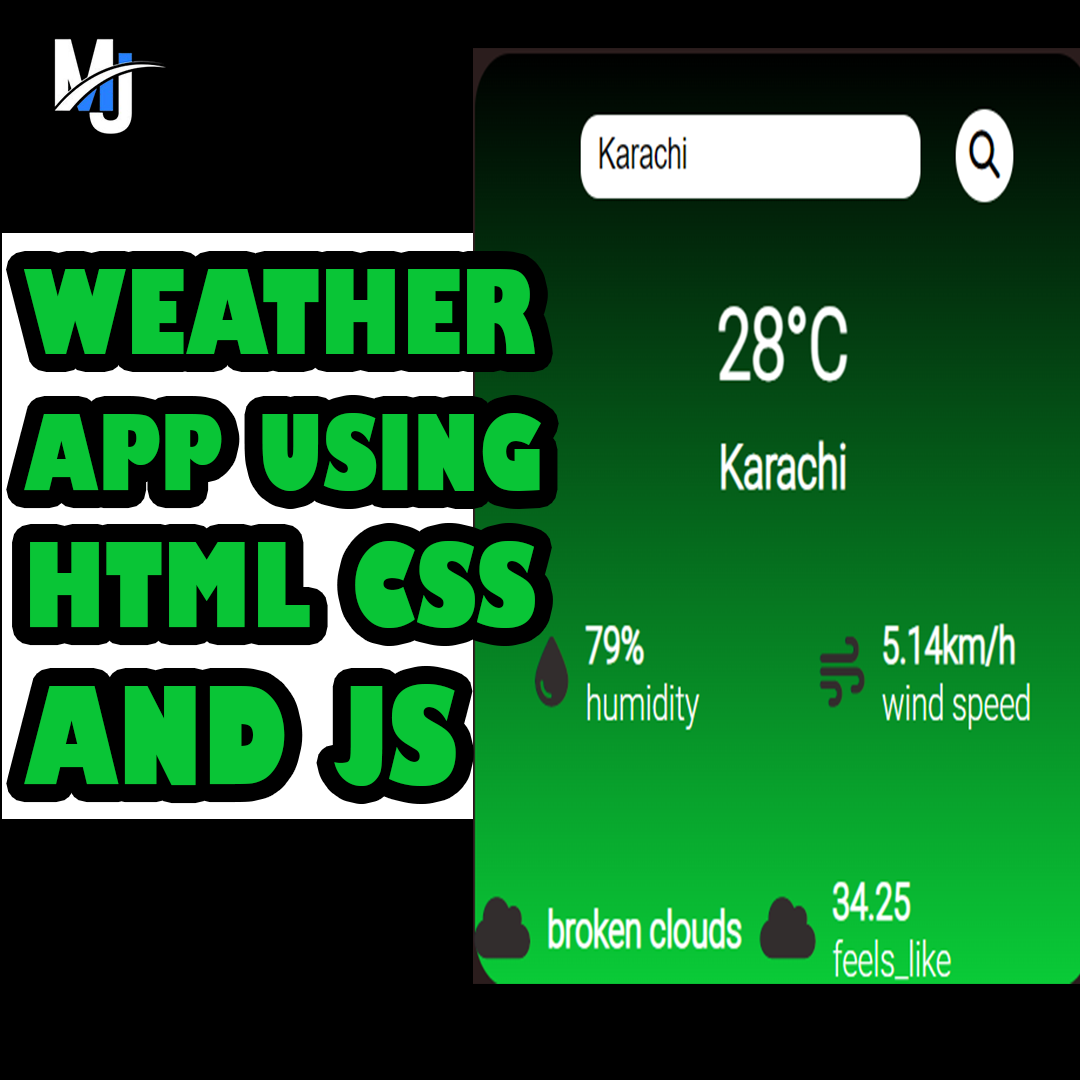 MJ
WEATHER
APP USING
HTML CSS
AND JS
Karachi
28°C
Karachi
79%
humidity
5.14km/h
wind speed
broken clouds
34.25
feels_like